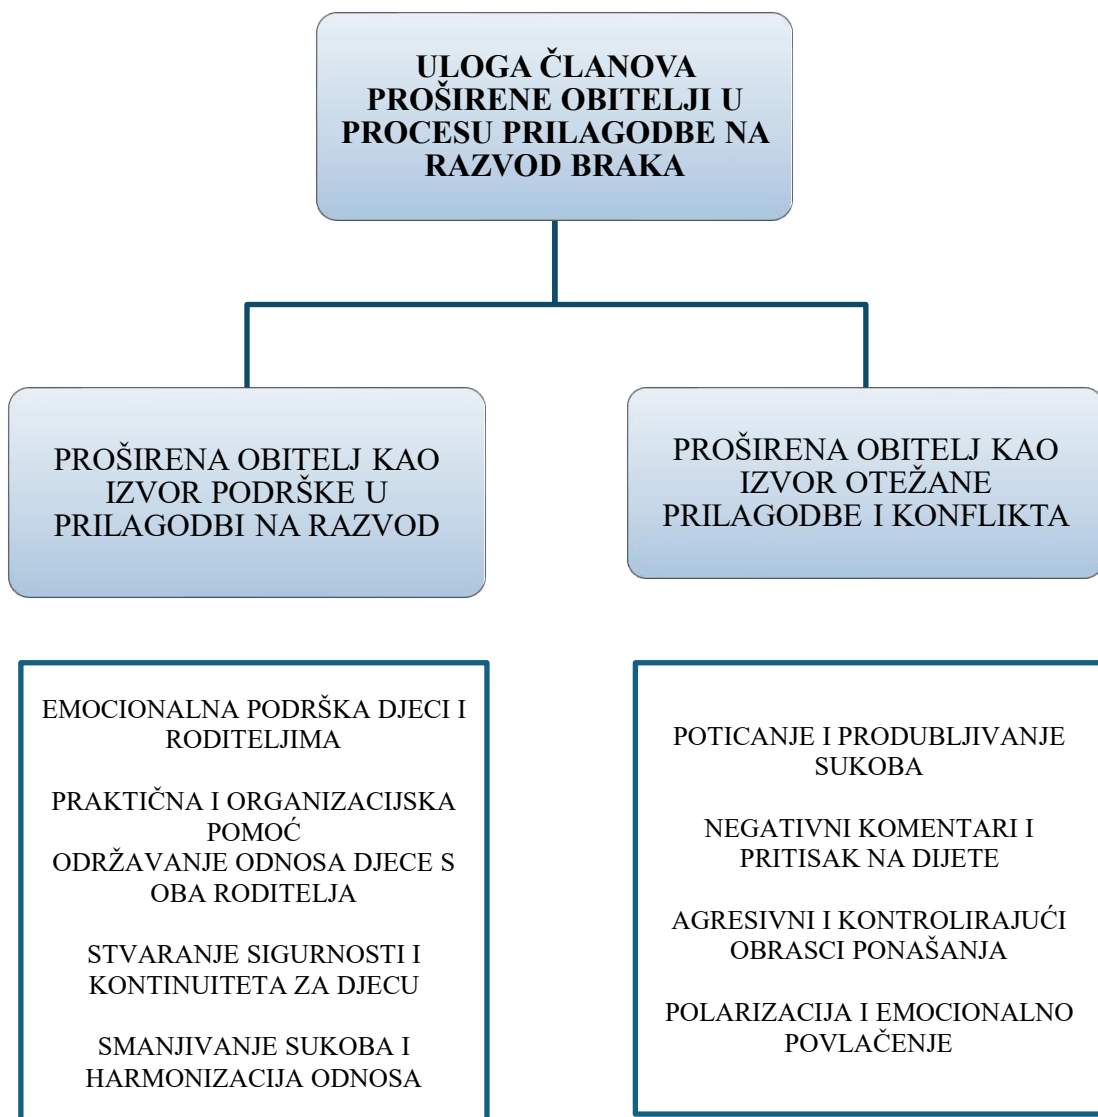 ULOGA ČLANOVA
PROŠIRENE OBITELJI U
PROCESU PRILAGODBE NA
RAZVOD BRAKA
PROŠIRENA OBITELJ KAO
IZVOR PODRŠKE U
PRILAGODBI NA RAZVOD
PROŠIRENA OBITELJ KAO
IZVOR OTEŽANE
PRILAGODBE I KONFLIKTA
EMOCIONALNA PODRŠKA DJECI I
RODITELJIMA
PRAKTIČNA I ORGANIZACIJSKA
POMOĆ
ODRŽAVANJE ODNOSA DJECE S
OBA RODITELJA
STVARANJE SIGURNOSTI I
KONTINUITETA ZA DJECU
SMANJIVANJE SUKOBA I
HARMONIZACIJA ODNOSA
POTICANJE I PRODUBLJIVANJE
SUKOBA
NEGATIVNI KOMENTARI I
PRITISAK NA DIJETE
AGRESIVNI I KONTROLIRAJUĆI
OBRASCI PONAŠANJA
POLARIZACIJA I EMOCIONALNO
POVLAČENJE